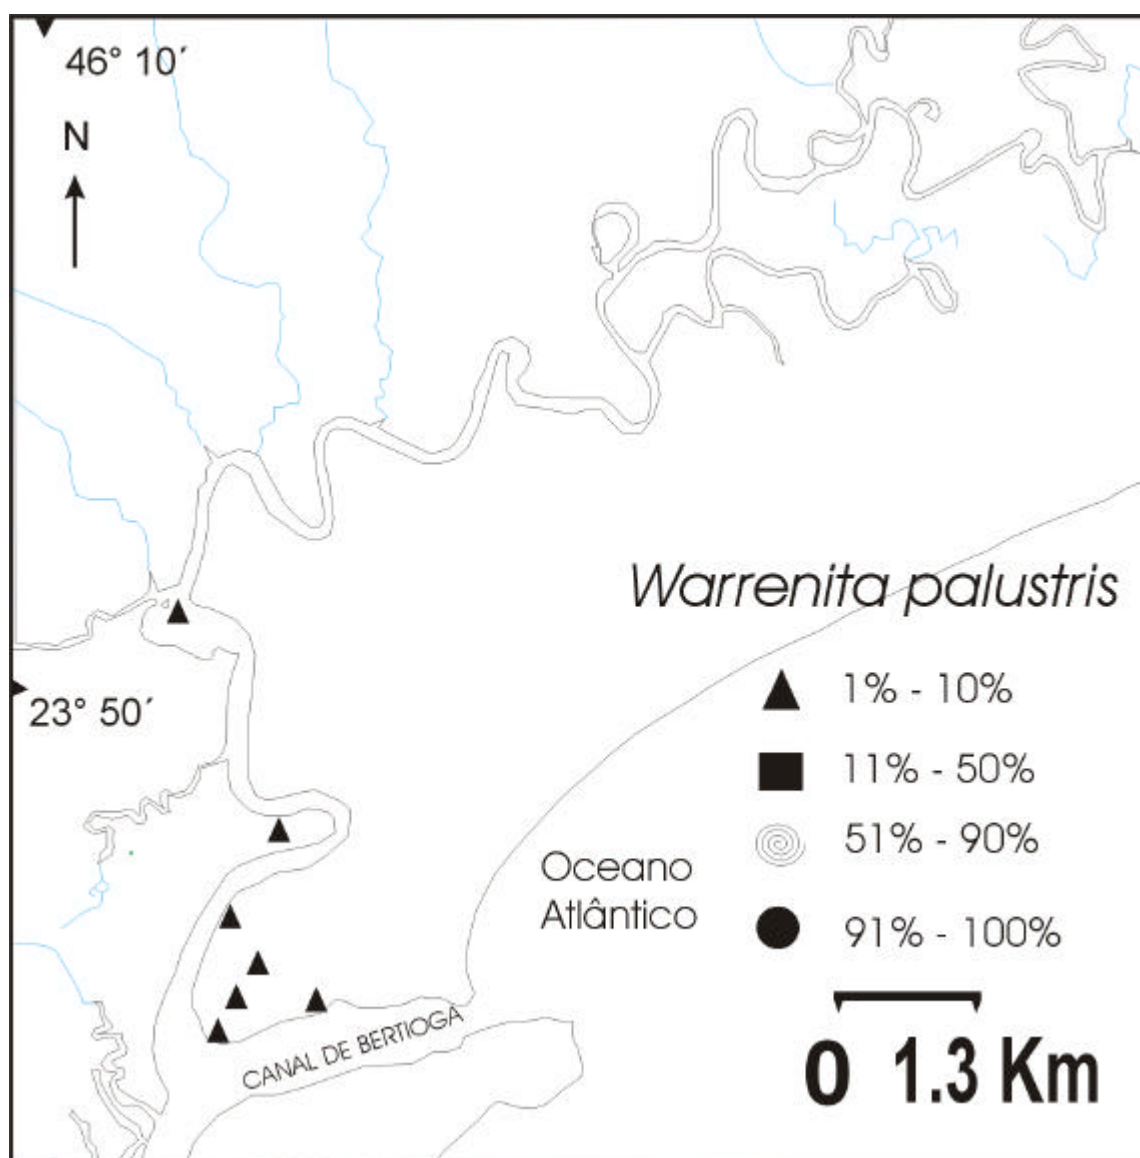 46° 10´
N
Warrenita palustris
23° 50´
1% - 10%
11% - 50%
51% - 90%
91% - 100%
Oceano
Atlântico
CANAL DE BERTIOGA
0 1.3 Km